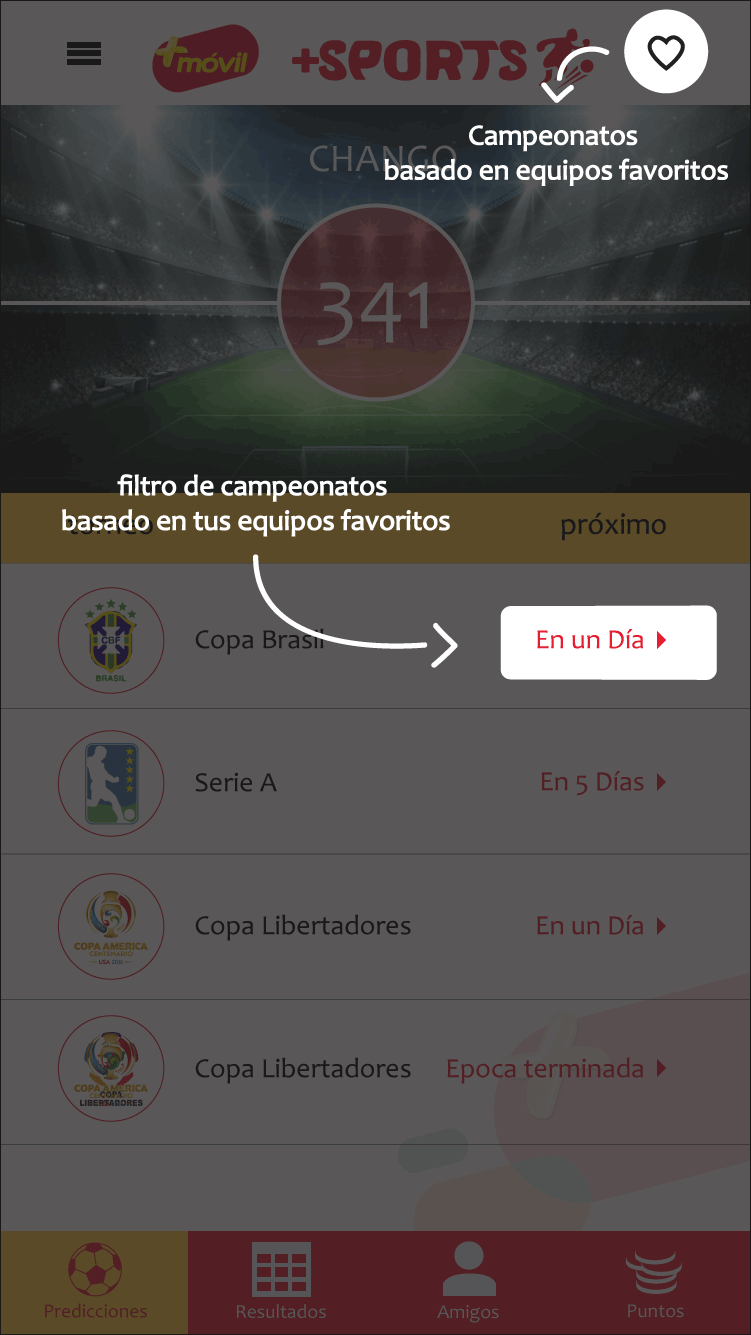 +móvil
+SPORTS
Campeonatos
basado en equipos favoritos
CHANGO
341
filtro de campeonatos
basado en tus equipos favoritos
torneo
próximo
CBF
BRASIL
Copa Brasil
En un Día
Serie A
En 5 Días
COPA AMERICA
CENTENARIO
USA 2016
Copa Libertadores
En un Día
COPA AMERICA
CENTENARIO
COPA
LIBERTADORES
Copa Libertadores
Epoca terminada
Predicciones
Resultados
Amigos
Puntos